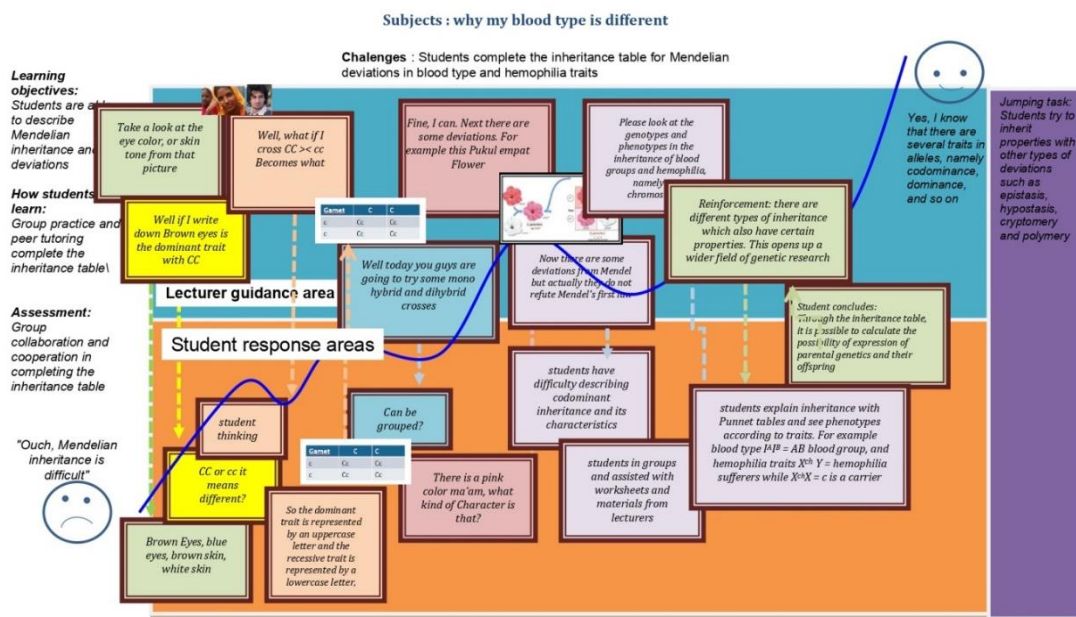 Subjects : why my blood type is different
Chalenges : Students complete the inheritance table for Mendelian
deviations in blood type and hemophilia traits
Learning
objectives:
Students are
to describe
Mendelian
inheritance and
deviations
How students
learn:
Group practice and
peer tutoring
complete the
inheritance table\
Assessment:
Group
collaboration and
cooperation in
completing the
inheritance table
"Ouch, Mendelian
inheritance is
difficult"
Take a look at the
eye color, or skin
tone from that
picture
Well, what if I
cross CC >< cc
Becomes what
Fine, I can. Next there are
some deviations. For
example this Pukul empat
Flower
Please look at the
genotypes and
phenotypes in the
inheritance of blood
groups and hemophilia,
namely
Well if I write
down Brown eyes is
the dominant trait
with CC
Gamet C C
c Cc Cc
c Cc Cc
Reinforcement: there are
different types of inheritance
which also have certain
properties. This opens up a
wider field of genetic research
Well today you guys are
going to try some mono
hybrid and dihybrid
crosses
Now there are some
deviations from Mendel
but actually they do not
refute Mendel's first
Lecturer guidance area
Student response areas
Student concludes:
Through the inheritance table,
it is possible to calculate the
possibility of expression of
parental genetics and their
offspring
student
thinking
Can be
grouped?
students have
difficulty describing
codominant
inheritance and its
characteristics
students explain inheritance with
Punnet tables and see phenotypes
according to traits. For example
blood type IᴬIᴮ = AB blood group, and
hemophilia traits Xᶜʰ Y = hemophilia
sufferers while XᶜʰX = c is a carrier
CC or cc it
means
different?
Gamet C C
c Cc Cc
c Cc Cc
There is a pink
color ma'am, what
kind of Character is
that?
students in groups
and assisted with
worksheets and
materials from
lecturers
So the dominant
trait is represented
by an uppercase
letter and the
recessive trait is
represented by a
lowercase letter,
Brown Eyes, blue
eyes, brown skin,
white skin
Yes, I know
that there are
several traits in
alleles, namely
codominance,
dominance,
and so on
Jumping task:
Students try to
inherit
properties with
other types of
deviations
such as
epistasis,
hypostasis,
cryptomery
and polymery